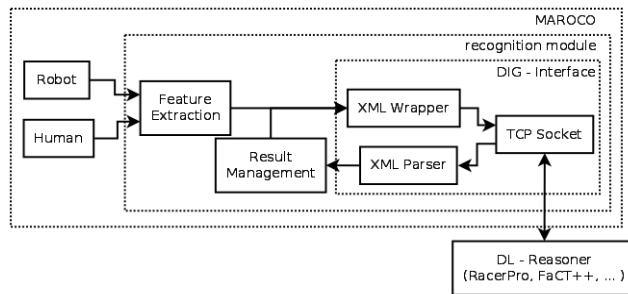 MAROCO
recognition module
DIG - Interface
Robot
Human
Feature
Extraction
XML Wrapper
TCP Socket
Result
Management
XML Parser
DL - Reasoner
(RacerPro, FaCT++, ... )